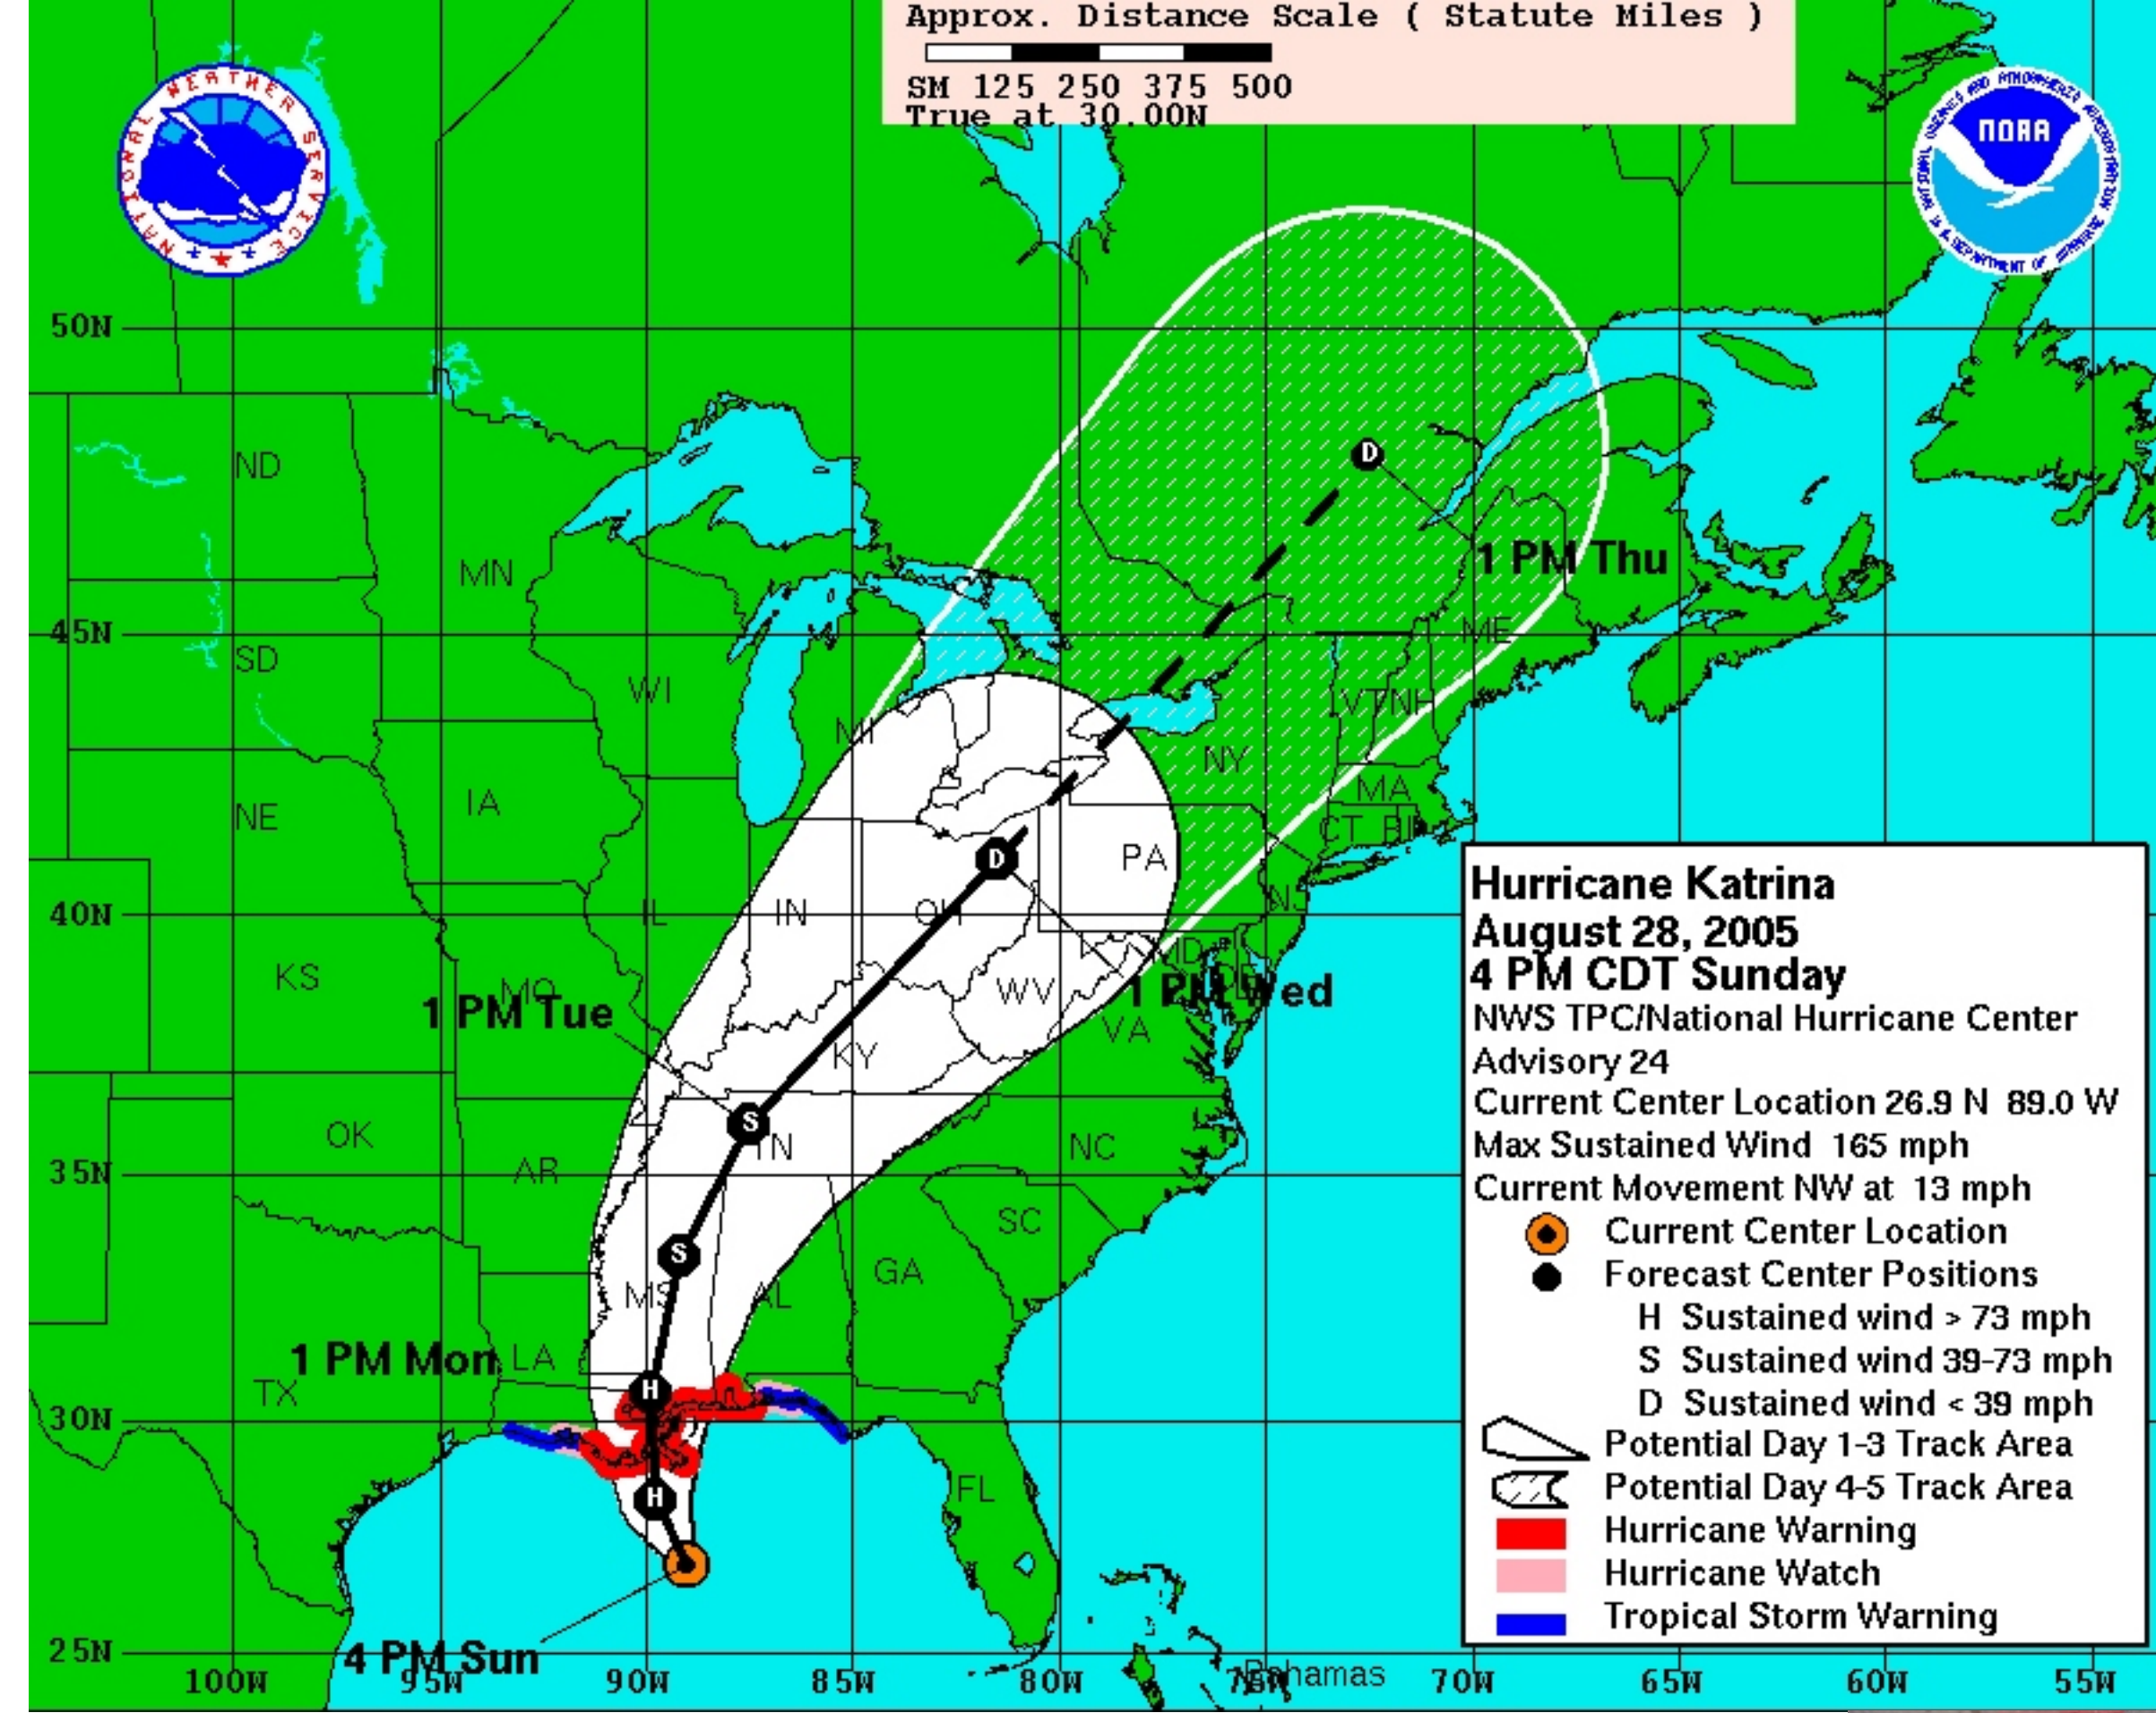 Approx. Distance Scale ( Statute Miles )
SM 125 250 375 500
True at 30.00N
NATIONAL WEATHER SERVICE
NOAA
50N
ND
MN
1 PM Thu
45N
ME
SD
WI
VT NH
MI
NY
MA
IA
NE
CT RI
PA
40N
IL
IN
OH
NJ
MD
DE
KS
MO
WV
1 PM Wed
1 PM Tue
VA
KY
OK
TN
NC
35N
AR
SC
GA
MS
AL
1 PM Mon
LA
TX
30N
FL
4 PM Sun
25N
100W 95W 90W 85W 80W 75W 70W 65W 60W 55W
Bahamas
H
H
S
S
D
D
Hurricane Katrina
August 28, 2005
4 PM CDT Sunday
NWS TPC/National Hurricane Center
Advisory 24
Current Center Location 26.9 N 89.0 W
Max Sustained Wind 165 mph
Current Movement NW at 13 mph
Current Center Location
Forecast Center Positions
H Sustained wind > 73 mph
S Sustained wind 39-73 mph
D Sustained wind < 39 mph
Potential Day 1-3 Track Area
Potential Day 4-5 Track Area
Hurricane Warning
Hurricane Watch
Tropical Storm Warning